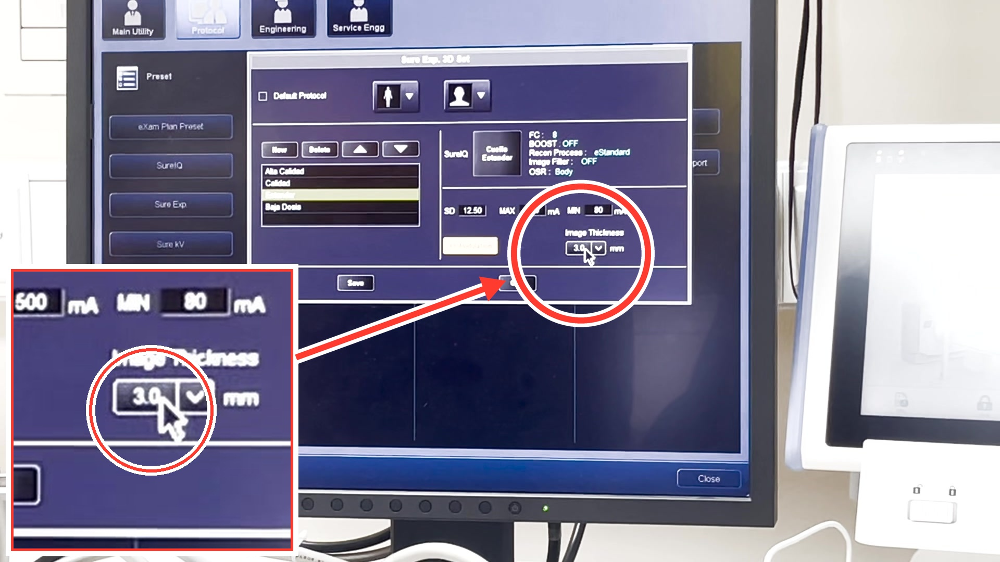 Main Utility
Protocol
Engineering
Service Engg
Sure Exp. 3D Set
Preset
Default Protocol
eXam Plan Preset
SureIQ
Sure Exp.
Sure kV
New
Delete
Alta Calidad
Calidad
Estandar
Baja Dosis
SureIQ
Cuello
Estandar
FC : 8
BOOST : OFF
Recon Process : eStandard
Image Filter : OFF
OSR : Body
port
SD 12.50 MAX mA MIN 80 mA
Image Thickness
3.0 mm
Save
500 mA MIN 80 mA
Image Thickness
3.0 mm
Close